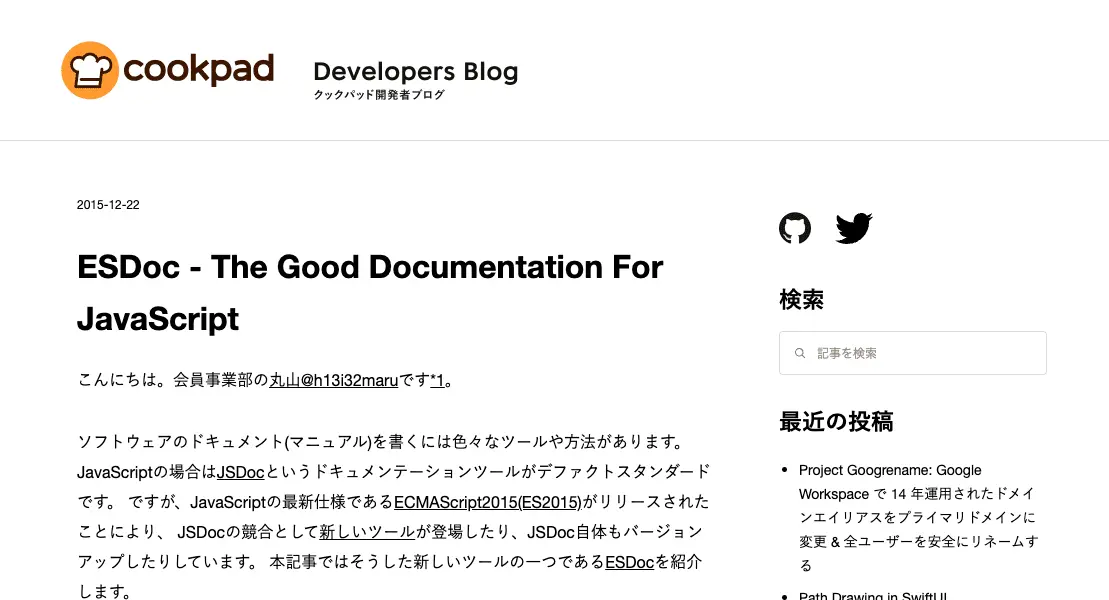 cookpad
Developers Blog
クックパッド開発者ブログ
2015-12-22
ESDoc - The Good Documentation For
JavaScript
こんにちは。会員事業部の丸山@h13i32maruです*1。
ソフトウェアのドキュメント(マニュアル)を書くには色々なツールや方法があります。
JavaScriptの場合はJSDocというドキュメンテーションツールがデファクトスタンダード
です。 ですが、JavaScriptの最新仕様であるECMAScript2015(ES2015)がリリースされた
ことにより、 JSDocの競合として新しいツールが登場したり、JSDoc自体もバージョン
アップしたりしています。 本記事ではそうした新しいツールの一つであるESDocを紹介
します。
検索
記事を検索
最近の投稿
Project Googrename: Google
Workspace で 14 年運用されたドメイ
ンエイリアスをプライマリドメインに
変更 & 全ユーザーを安全にリネームす
る
Path Drawing in SwiftUI